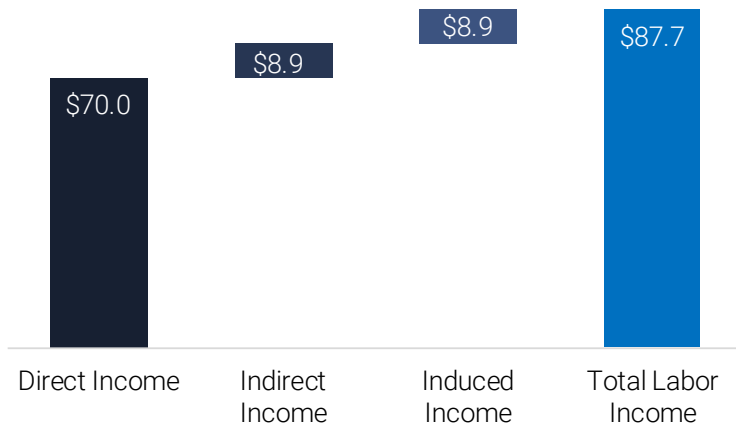 $70.0
$8.9
$8.9
$87.7
Direct Income
Indirect
Income
Induced
Income
Total Labor
Income